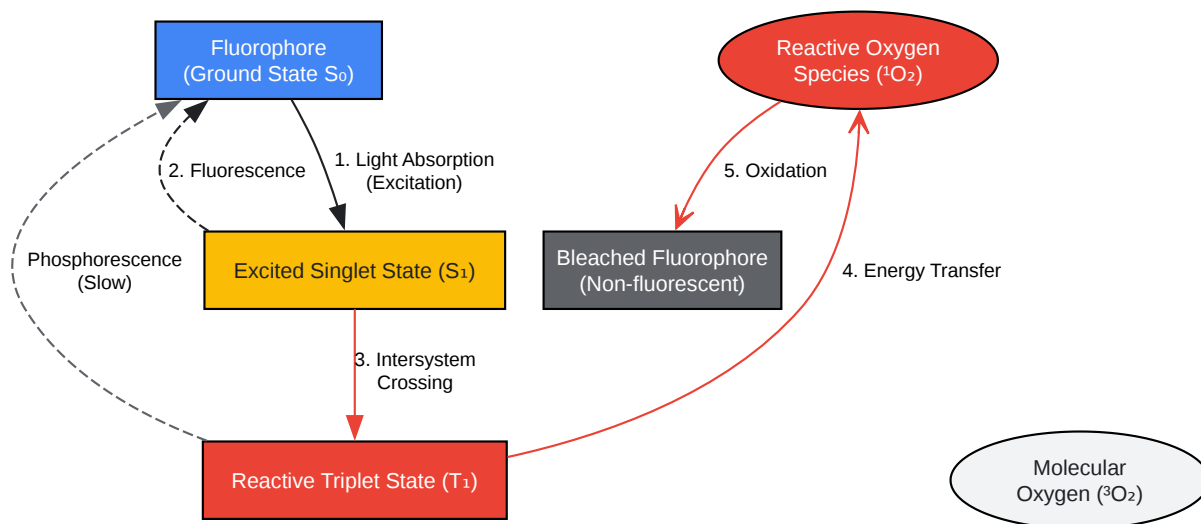 Fluorophore
(Ground State S₀)
Reactive Oxygen
Species (¹O₂)
1. Light Absorption
(Excitation)
2. Fluorescence
5. Oxidation
Phosphorescence
(Slow)
Excited Singlet State (S₁)
Bleached Fluorophore
(Non-fluorescent)
4. Energy Transfer
3. Intersystem
Crossing
Reactive Triplet State (T₁)
Molecular
Oxygen (³O₂)